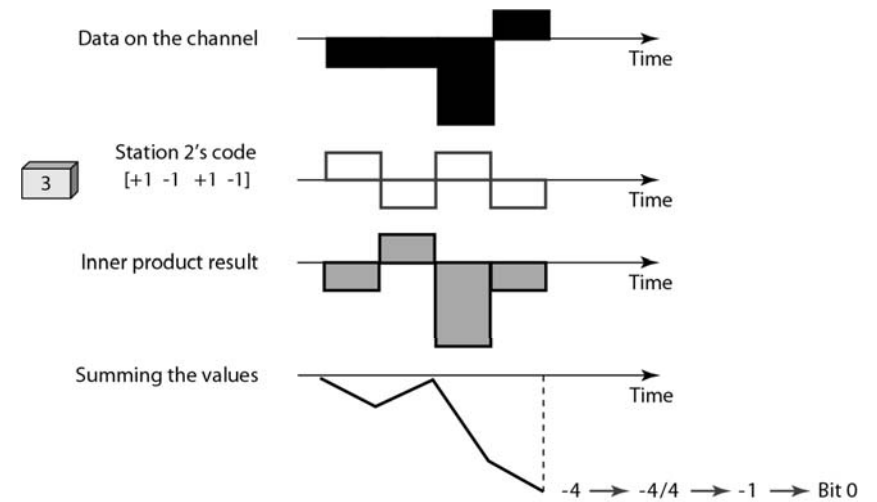 Data on the channel
Time
Station 2's code
[+1 -1 +1 -1]
3
Time
Inner product result
Time
Summing the values
Time
-4 → -4/4 → -1 → Bit 0